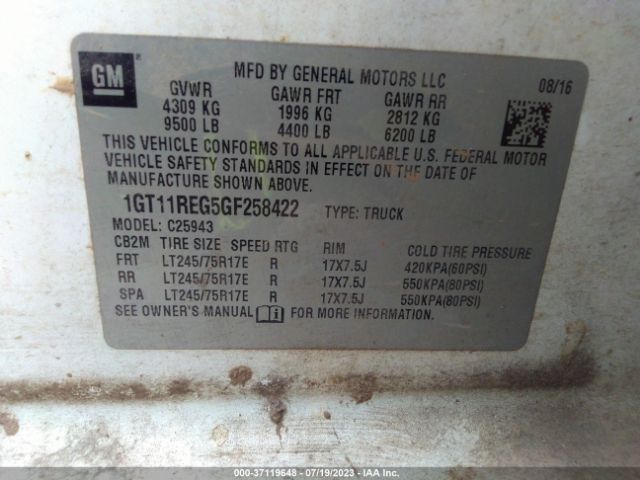 GM
®
MFD BY GENERAL MOTORS LLC
08/16
GVWR GAWR FRT GAWR RR
4309 KG 1996 KG 2812 KG
9500 LB 4400 LB 6200 LB
THIS VEHICLE CONFORMS TO ALL APPLICABLE U.S. FEDERAL MOTOR
VEHICLE SAFETY STANDARDS IN EFFECT ON THE DATE OF
MANUFACTURE SHOWN ABOVE.
1GT11REG5GF258422 TYPE: TRUCK
MODEL: C25943
CB2M TIRE SIZE SPEED RTG RIM COLD TIRE PRESSURE
FRT LT245/75R17E R 17X7.5J 420KPA(60PSI)
RR LT245/75R17E R 17X7.5J 550KPA(80PSI)
SPA LT245/75R17E R 17X7.5J 550KPA(80PSI)
SEE OWNER'S MANUAL FOR MORE INFORMATION.
000-37119648 - 07/19/2023 - IAA Inc.